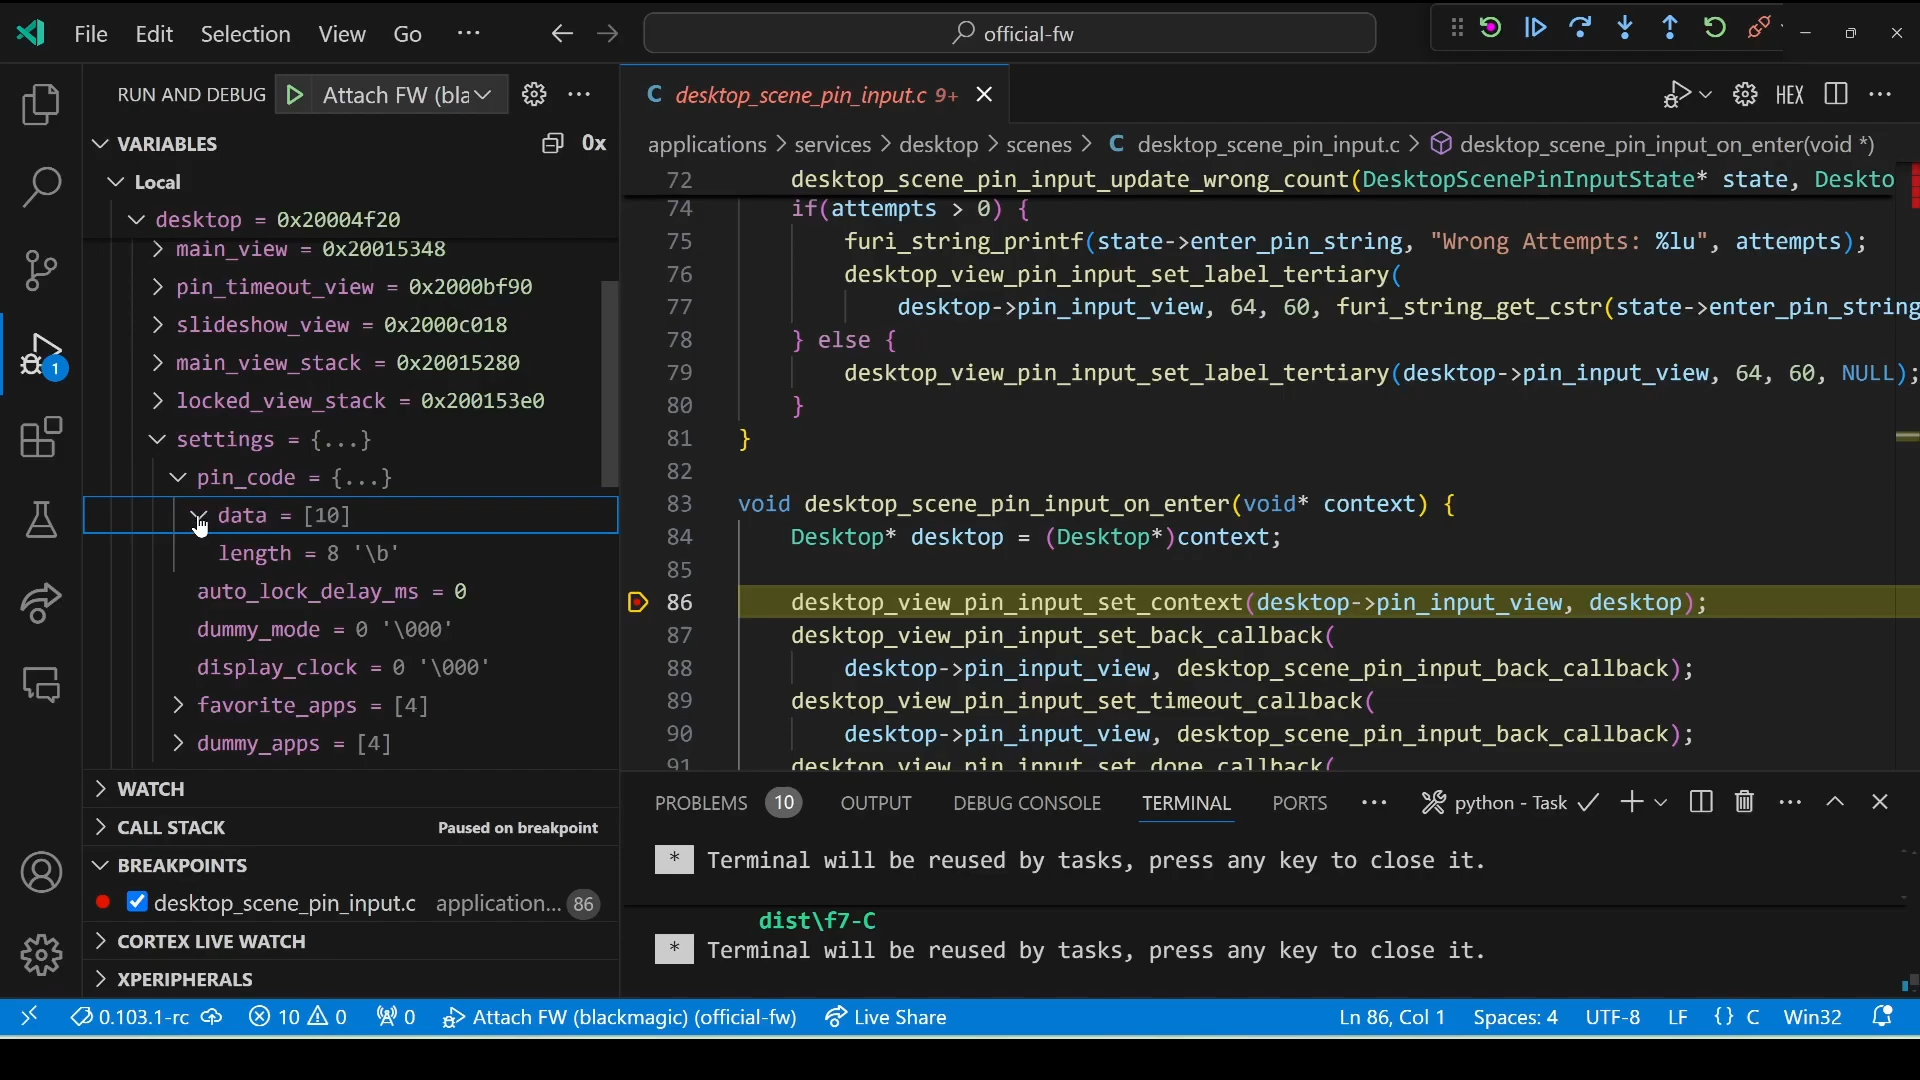 File Edit Selection View Go ··· official-fw
RUN AND DEBUG Attach FW (bla
VARIABLES 0x
Local
desktop = 0x20004f20
main_view = 0x20015348
pin_timeout_view = 0x2000bf90
slideshow_view = 0x2000c018
main_view_stack = 0x20015280
locked_view_stack = 0x200153e0
settings = {...}
pin_code = {...}
data = [10]
length = 8 '\b'
auto_lock_delay_ms = 0
dummy_mode = 0 '\000'
display_clock = 0 '\000'
favorite_apps = [4]
dummy_apps = [4]
WATCH
CALL STACK Paused on breakpoint
BREAKPOINTS
desktop_scene_pin_input.c application... 86
CORTEX LIVE WATCH
XPERIPHERALS
C desktop_scene_pin_input.c 9+ HEX
applications > services > desktop > scenes > C desktop_scene_pin_input.c > desktop_scene_pin_input_on_enter(void *)
72 desktop_scene_pin_input_update_wrong_count(DesktopScenePinInputState* state, Deskto
74 if(attempts > 0) {
75 furi_string_printf(state->enter_pin_string, "Wrong Attempts: %lu", attempts);
76 desktop_view_pin_input_set_label_tertiary(
77 desktop->pin_input_view, 64, 60, furi_string_get_cstr(state->enter_pin_string
78 } else {
79 desktop_view_pin_input_set_label_tertiary(desktop->pin_input_view, 64, 60, NULL);
80 }
81 }
82
83 void desktop_scene_pin_input_on_enter(void* context) {
84 Desktop* desktop = (Desktop*)context;
85
86 desktop_view_pin_input_set_context(desktop->pin_input_view, desktop);
87 desktop_view_pin_input_set_back_callback(
88 desktop->pin_input_view, desktop_scene_pin_input_back_callback);
89 desktop_view_pin_input_set_timeout_callback(
90 desktop->pin_input_view, desktop_scene_pin_input_back_callback);
91 desktop_view_pin_input_set_done_callback(
PROBLEMS 10 OUTPUT DEBUG CONSOLE TERMINAL PORTS ··· python - Task
* Terminal will be reused by tasks, press any key to close it.
dist\f7-C
* Terminal will be reused by tasks, press any key to close it.
0.103.1-rc 10 0 0 Attach FW (blackmagic) (official-fw) Live Share Ln 86, Col 1 Spaces: 4 UTF-8 LF {} C Win32